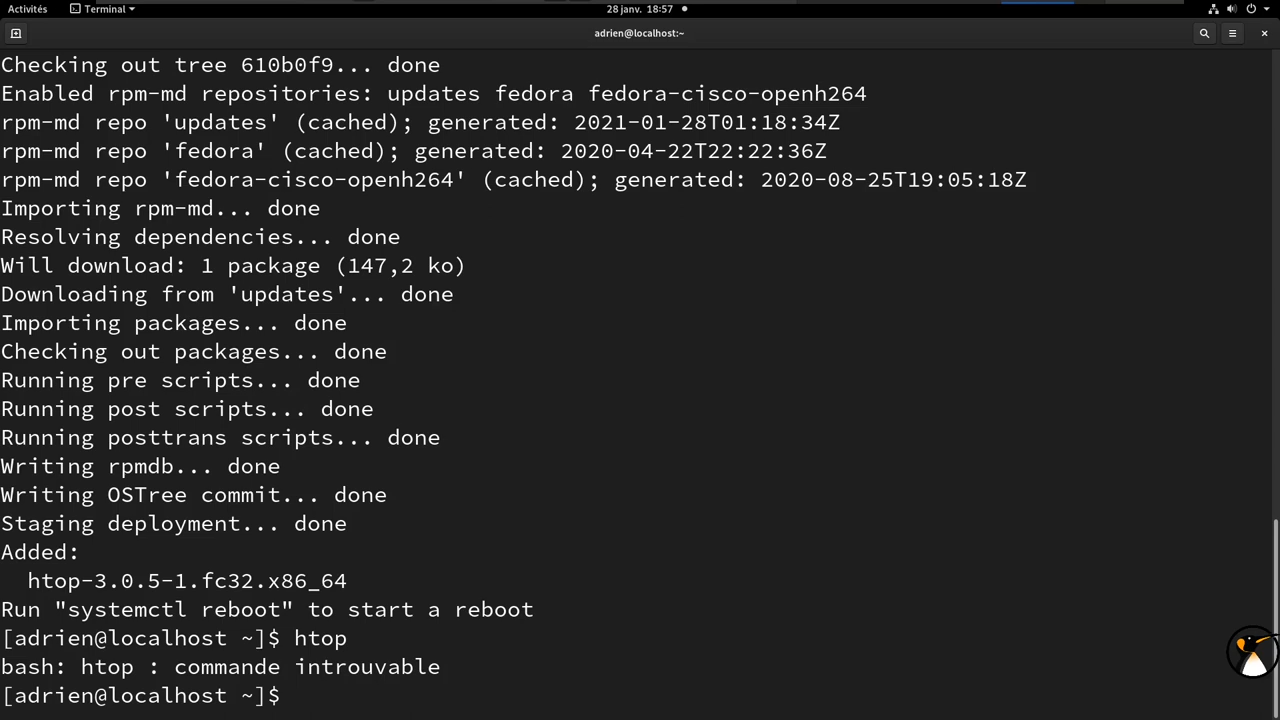 Activités
Terminal
28 janv. 18:57
adrien@localhost:~
Checking out tree 610b0f9... done
Enabled rpm-md repositories: updates fedora fedora-cisco-openh264
rpm-md repo 'updates' (cached); generated: 2021-01-28T01:18:34Z
rpm-md repo 'fedora' (cached); generated: 2020-04-22T22:22:36Z
rpm-md repo 'fedora-cisco-openh264' (cached); generated: 2020-08-25T19:05:18Z
Importing rpm-md... done
Resolving dependencies... done
Will download: 1 package (147,2 ko)
Downloading from 'updates'... done
Importing packages... done
Checking out packages... done
Running pre scripts... done
Running post scripts... done
Running posttrans scripts... done
Writing rpmdb... done
Writing OSTree commit... done
Staging deployment... done
Added:
  htop-3.0.5-1.fc32.x86_64
Run "systemctl reboot" to start a reboot
[adrien@localhost ~]$ htop
bash: htop : commande introuvable
[adrien@localhost ~]$